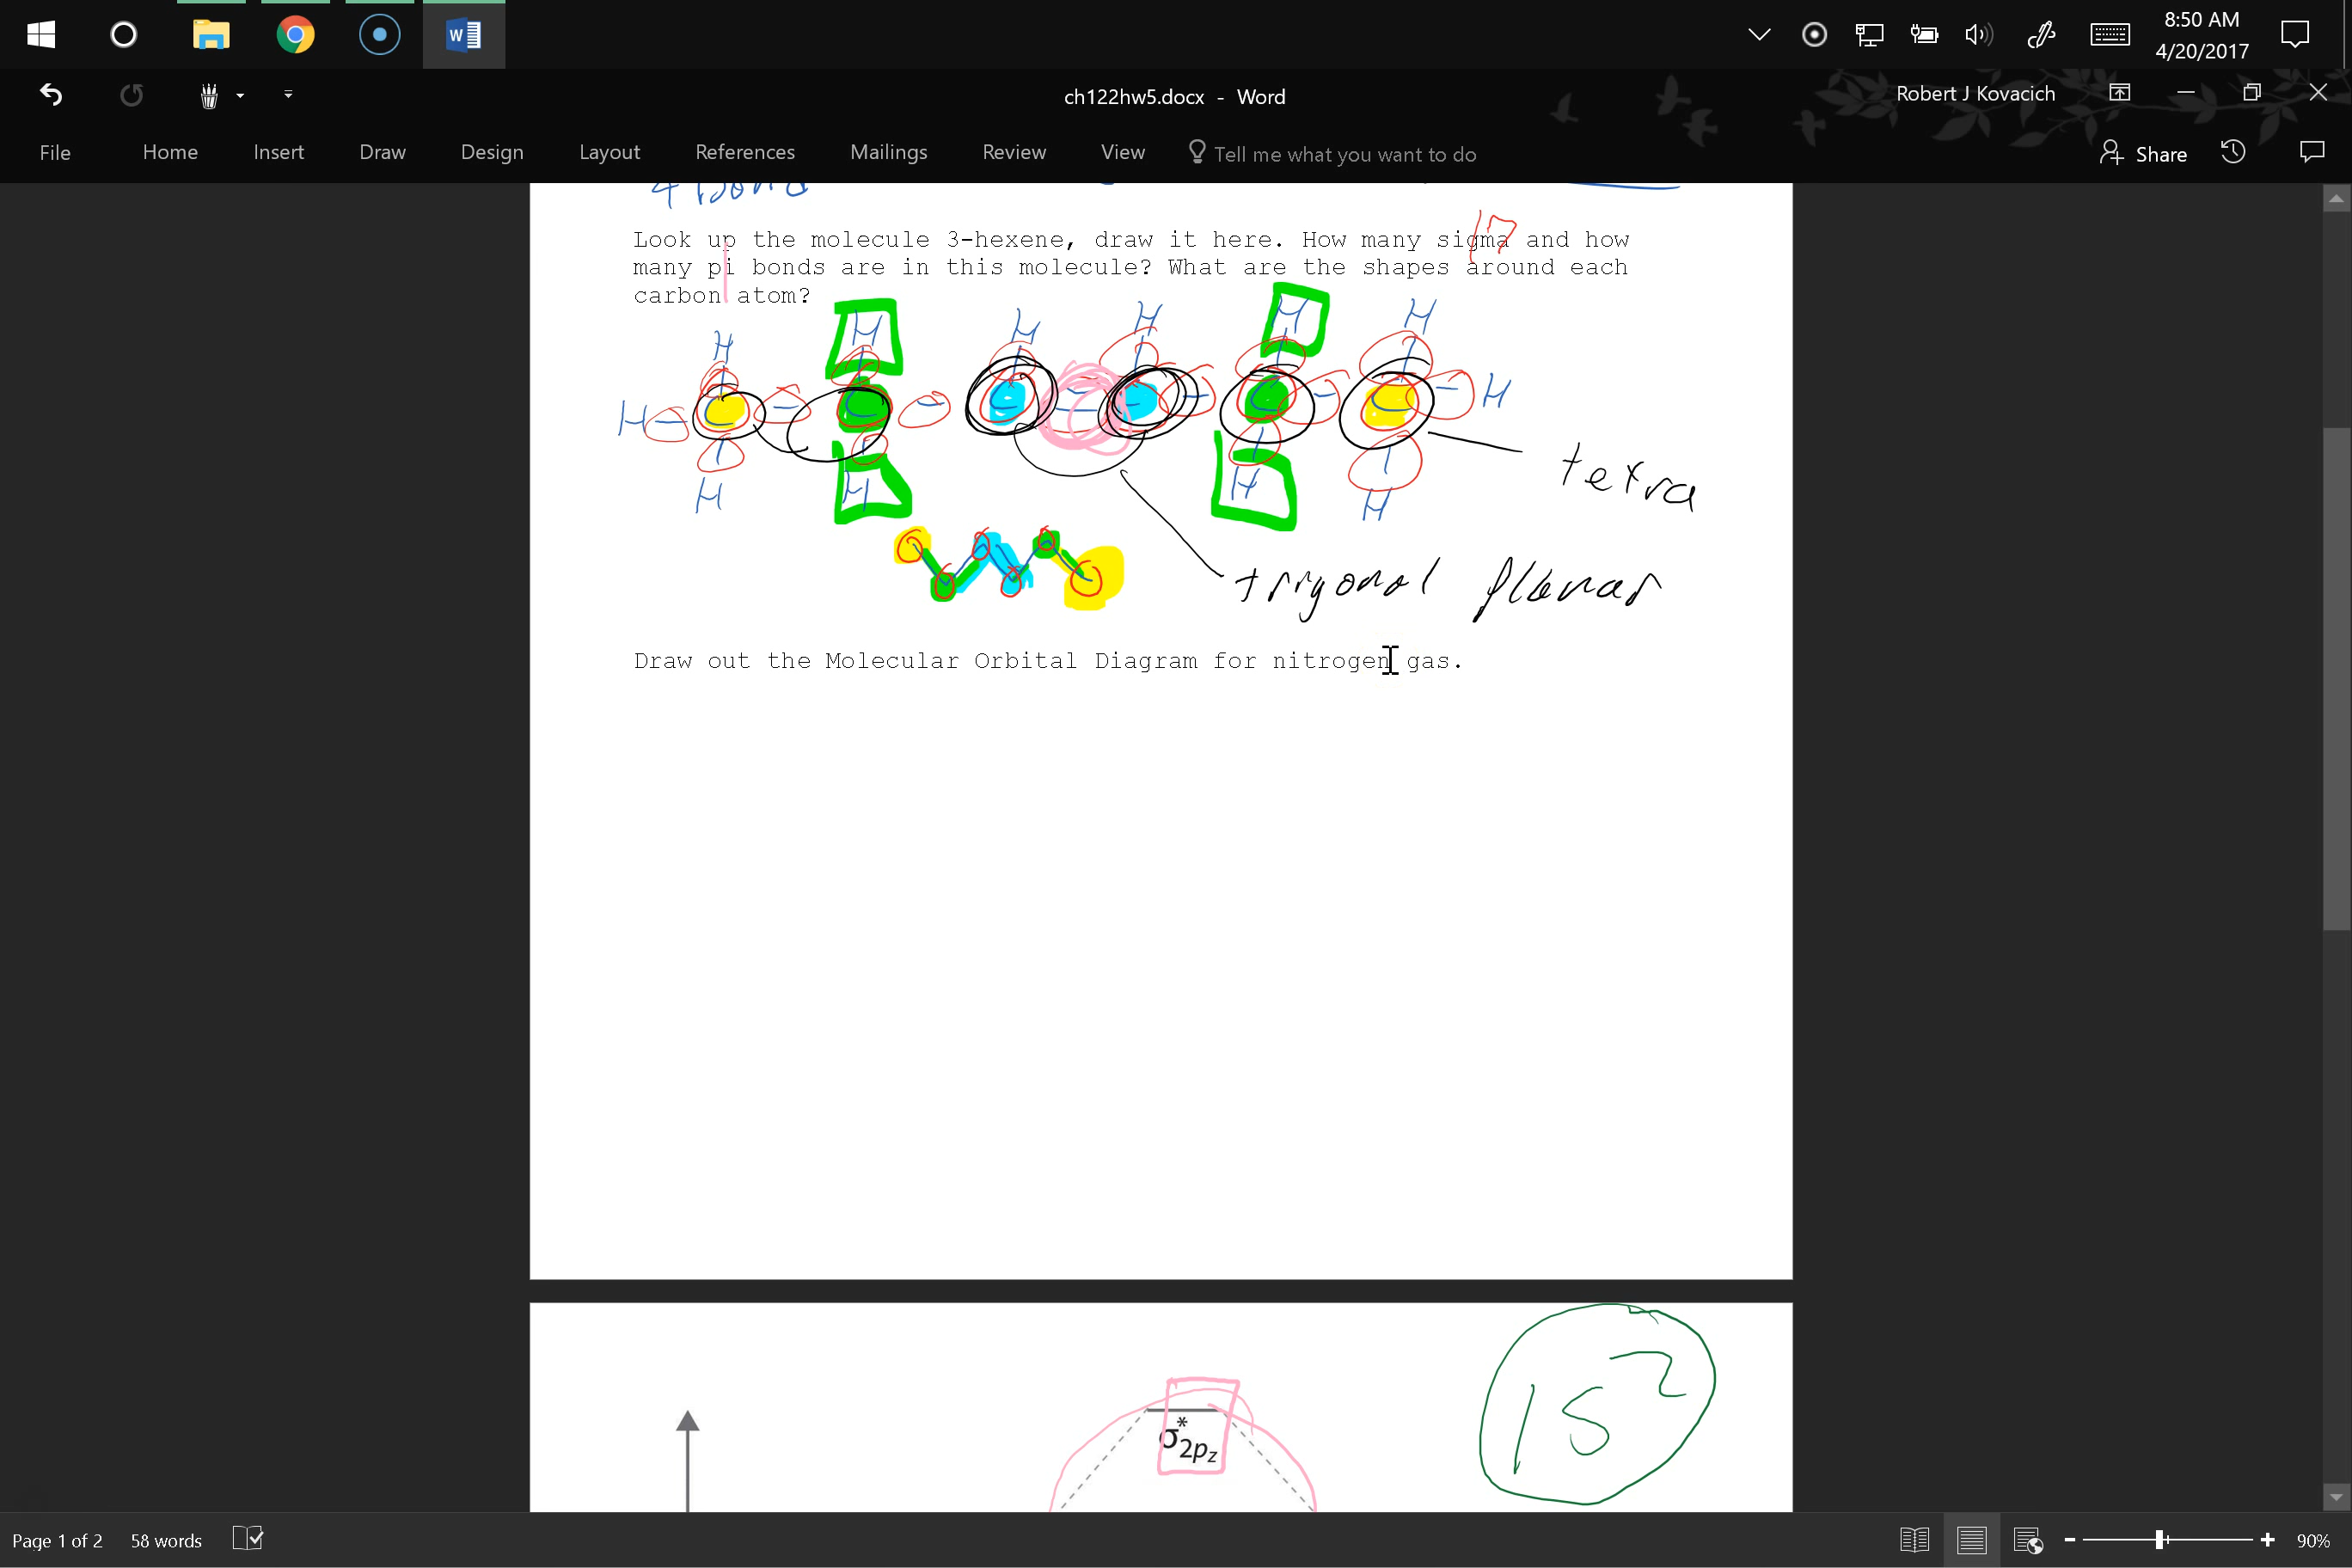 8:50 AM
4/20/2017
ch122hw5.docx - Word
Robert J Kovacich
File Home Insert Draw Design Layout References Mailings Review View Tell me what you want to do Share
Look up the molecule 3-hexene, draw it here. How many sigma and how
17
many pi bonds are in this molecule? What are the shapes around each
carbon atom?
H H H H H H
H - C - C - C = C - C - C - H
H H H H
tetra
trigonal planar
Draw out the Molecular Orbital Diagram for nitrogen gas.
1s²
σ*2pz
Page 1 of 2 58 words 90%